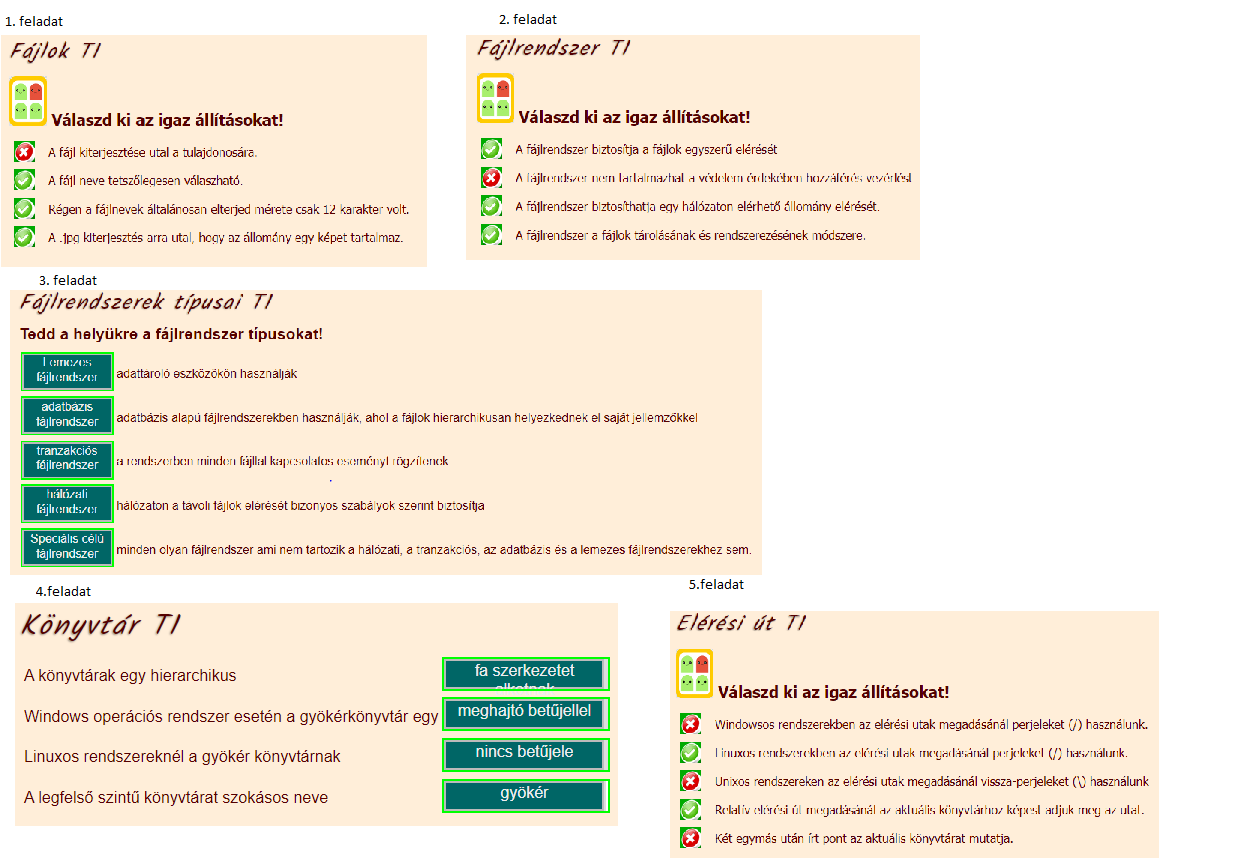 1. feladat
Fájlok TI
Válaszd ki az igaz állításokat!
A fájl kiterjesztése utal a tulajdonosára.
A fájl neve tetszőlegesen válaszható.
Régen a fájlnevek általánosan elterjed mérete csak 12 karakter volt.
A .jpg kiterjesztés arra utal, hogy az állomány egy képet tartalmaz.
2. feladat
Fájlrendszer TI
Válaszd ki az igaz állításokat!
A fájlrendszer biztosítja a fájlok egyszerű elérését
A fájlrendszer nem tartalmazhat a védelem érdekében hozzáférés vezérlést
A fájlrendszer biztosíthatja egy hálózaton elérhető állomány elérését.
A fájlrendszer a fájlok tárolásának és rendszerezésének módszere.
3. feladat
Fájlrendszerek típusai TI
Tedd a helyükre a fájlrendszer típusokat!
Lemezes
fájlrendszer
adattároló eszközökön használják
adatbázis
fájlrendszer
adatbázis alapú fájlrendszerekben használják, ahol a fájlok hierarchikusan helyezkednek el saját jellemzőkkel
tranzakciós
fájlrendszer
a rendszerben minden fájllal kapcsolatos eseményt rögzítenek
hálózati
fájlrendszer
hálózaton a távoli fájlok elérését bizonyos szabályok szerint biztosítja
Speciális célú
fájlrendszer
minden olyan fájlrendszer ami nem tartozik a hálózati, a tranzakciós, az adatbázis és a lemezes fájlrendszerekhez sem.
4.feladat
Könyvtár TI
A könyvtárak egy hierarchikus
fa szerkezetet
alkotnak
Windows operációs rendszer esetén a gyökérkönyvtár egy
meghajtó betűjellel
Linuxos rendszereknél a gyökér könyvtárnak
nincs betűjele
A legfelső szintű könyvtárat szokásos neve
gyökér
5.feladat
Elérési út TI
Válaszd ki az igaz állításokat!
Windowsos rendszerekben az elérési utak megadásánál perjeleket (/) használunk.
Linuxos rendszerekben az elérési utak megadásánál perjeleket (/) használunk.
Unixos rendszereken az elérési utak megadásánál vissza-perjeleket (\) használunk
Relatív elérési út megadásánál az aktuális könyvtárhoz képest adjuk meg az utat.
Két egymás után írt pont az aktuális könyvtárat mutatja.